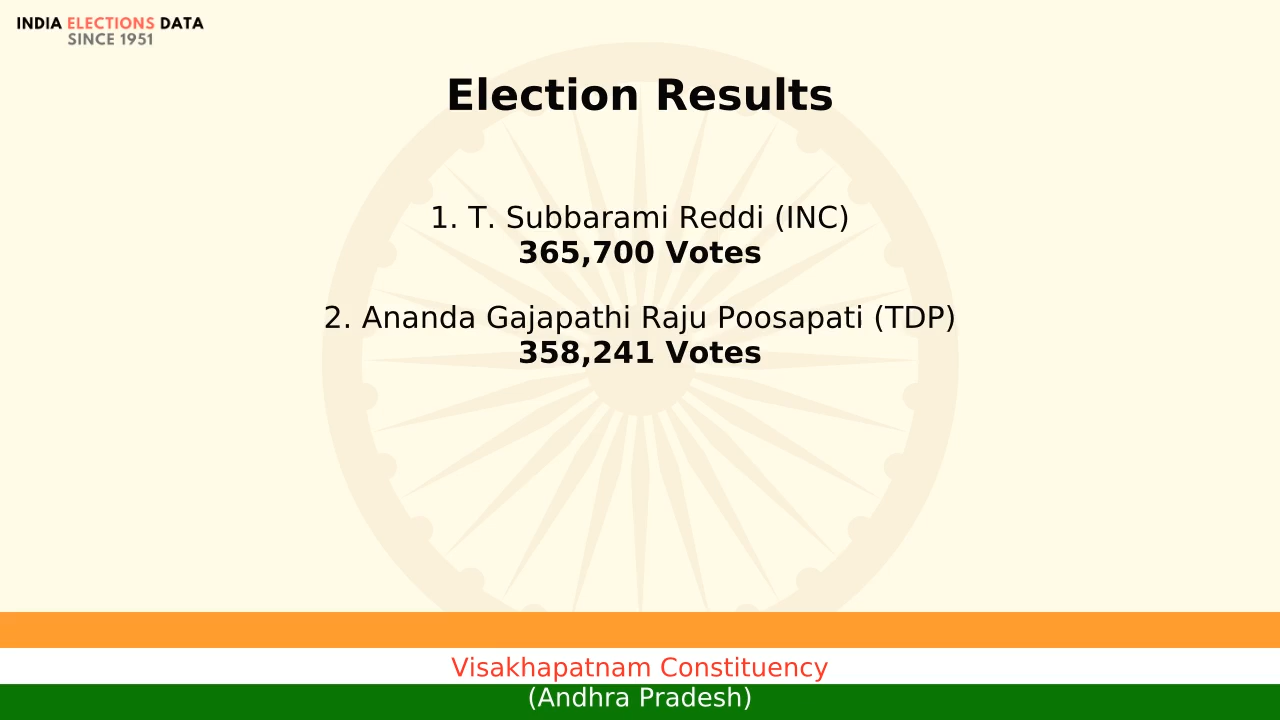 INDIA ELECTIONS DATA
SINCE 1951
Election Results
1. T. Subbarami Reddi (INC)
365,700 Votes
2. Ananda Gajapathi Raju Poosapati (TDP)
358,241 Votes
Visakhapatnam Constituency
(Andhra Pradesh)